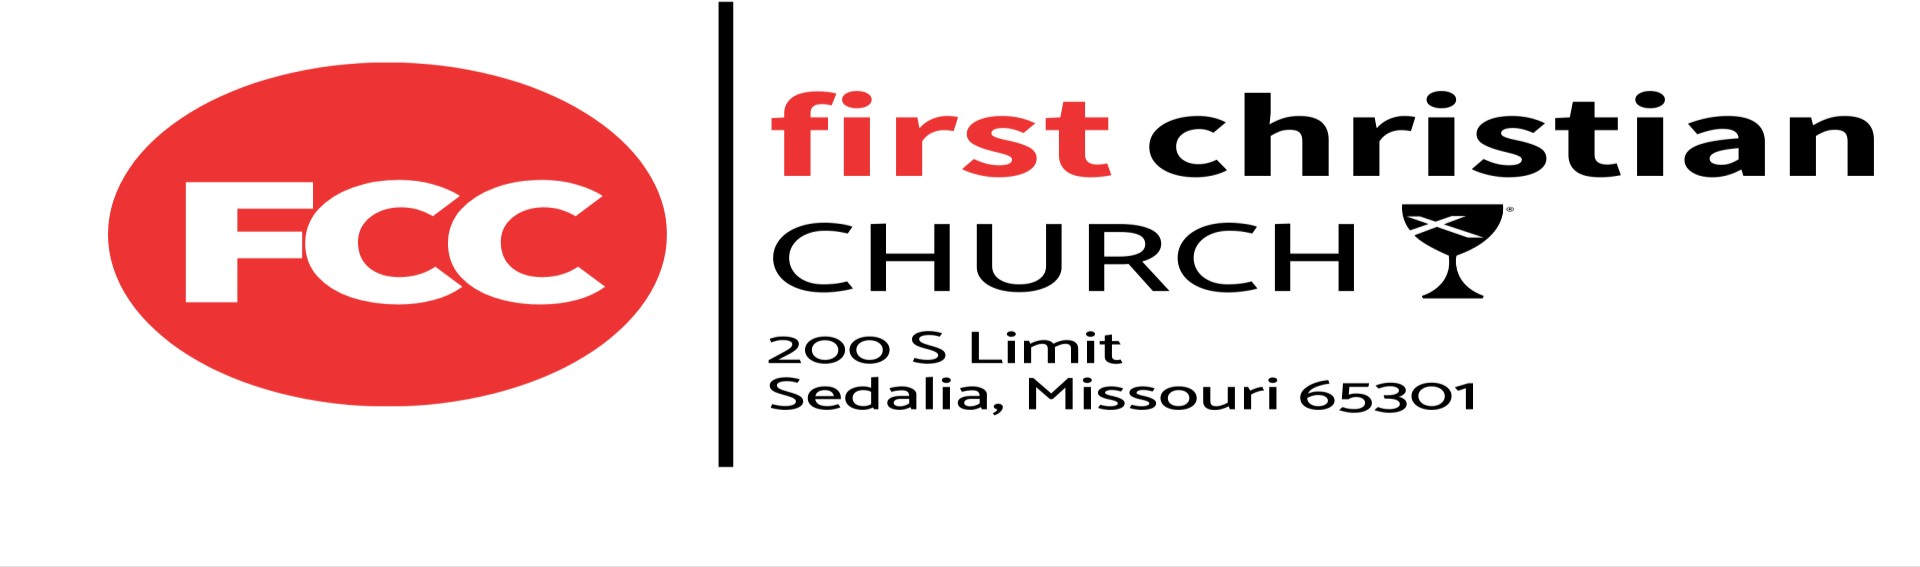 FCC
first christian
CHURCH ®
200 S Limit
Sedalia, Missouri 65301